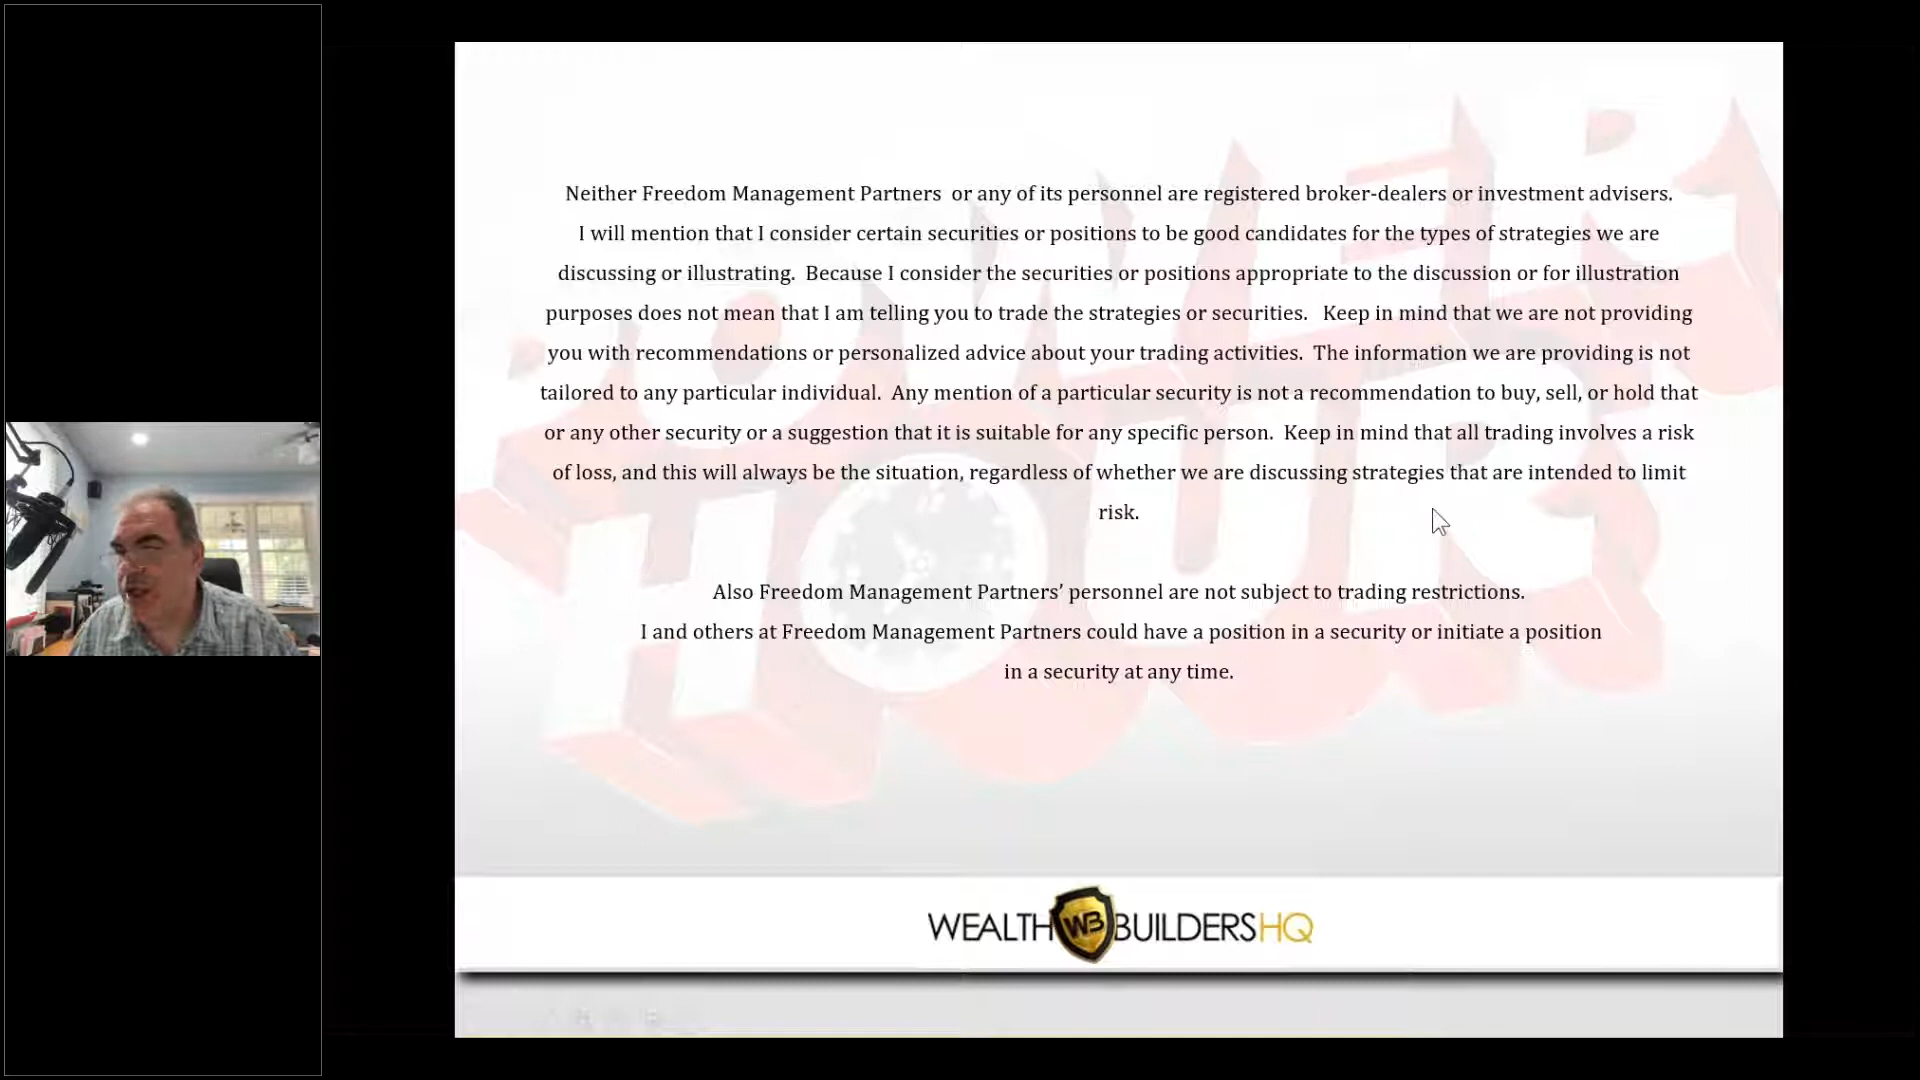 POWER
HOUR
Neither Freedom Management Partners  or any of its personnel are registered broker-dealers or investment advisers.
I will mention that I consider certain securities or positions to be good candidates for the types of strategies we are
discussing or illustrating.  Because I consider the securities or positions appropriate to the discussion or for illustration
purposes does not mean that I am telling you to trade the strategies or securities.   Keep in mind that we are not providing
you with recommendations or personalized advice about your trading activities.  The information we are providing is not
tailored to any particular individual.  Any mention of a particular security is not a recommendation to buy, sell, or hold that
or any other security or a suggestion that it is suitable for any specific person.  Keep in mind that all trading involves a risk
of loss, and this will always be the situation, regardless of whether we are discussing strategies that are intended to limit
risk.
Also Freedom Management Partners’ personnel are not subject to trading restrictions.
I and others at Freedom Management Partners could have a position in a security or initiate a position
in a security at any time.
WEALTH WB BUILDERSHQ